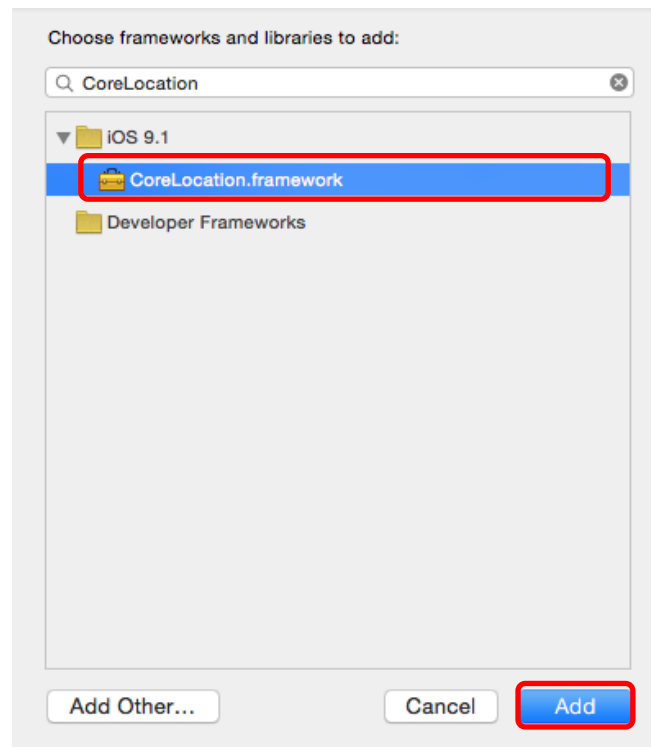 Choose frameworks and libraries to add:
CoreLocation
iOS 9.1
CoreLocation.framework
Developer Frameworks
Add Other...
Cancel
Add